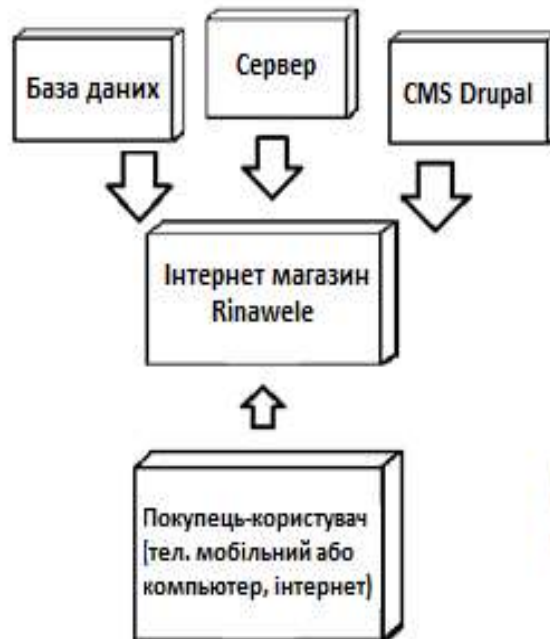 База даних
Сервер
CMS Drupal
Інтернет магазин
Rinawele
Покупець-користувач
(тел. мобільний або
компьютер, інтернет)